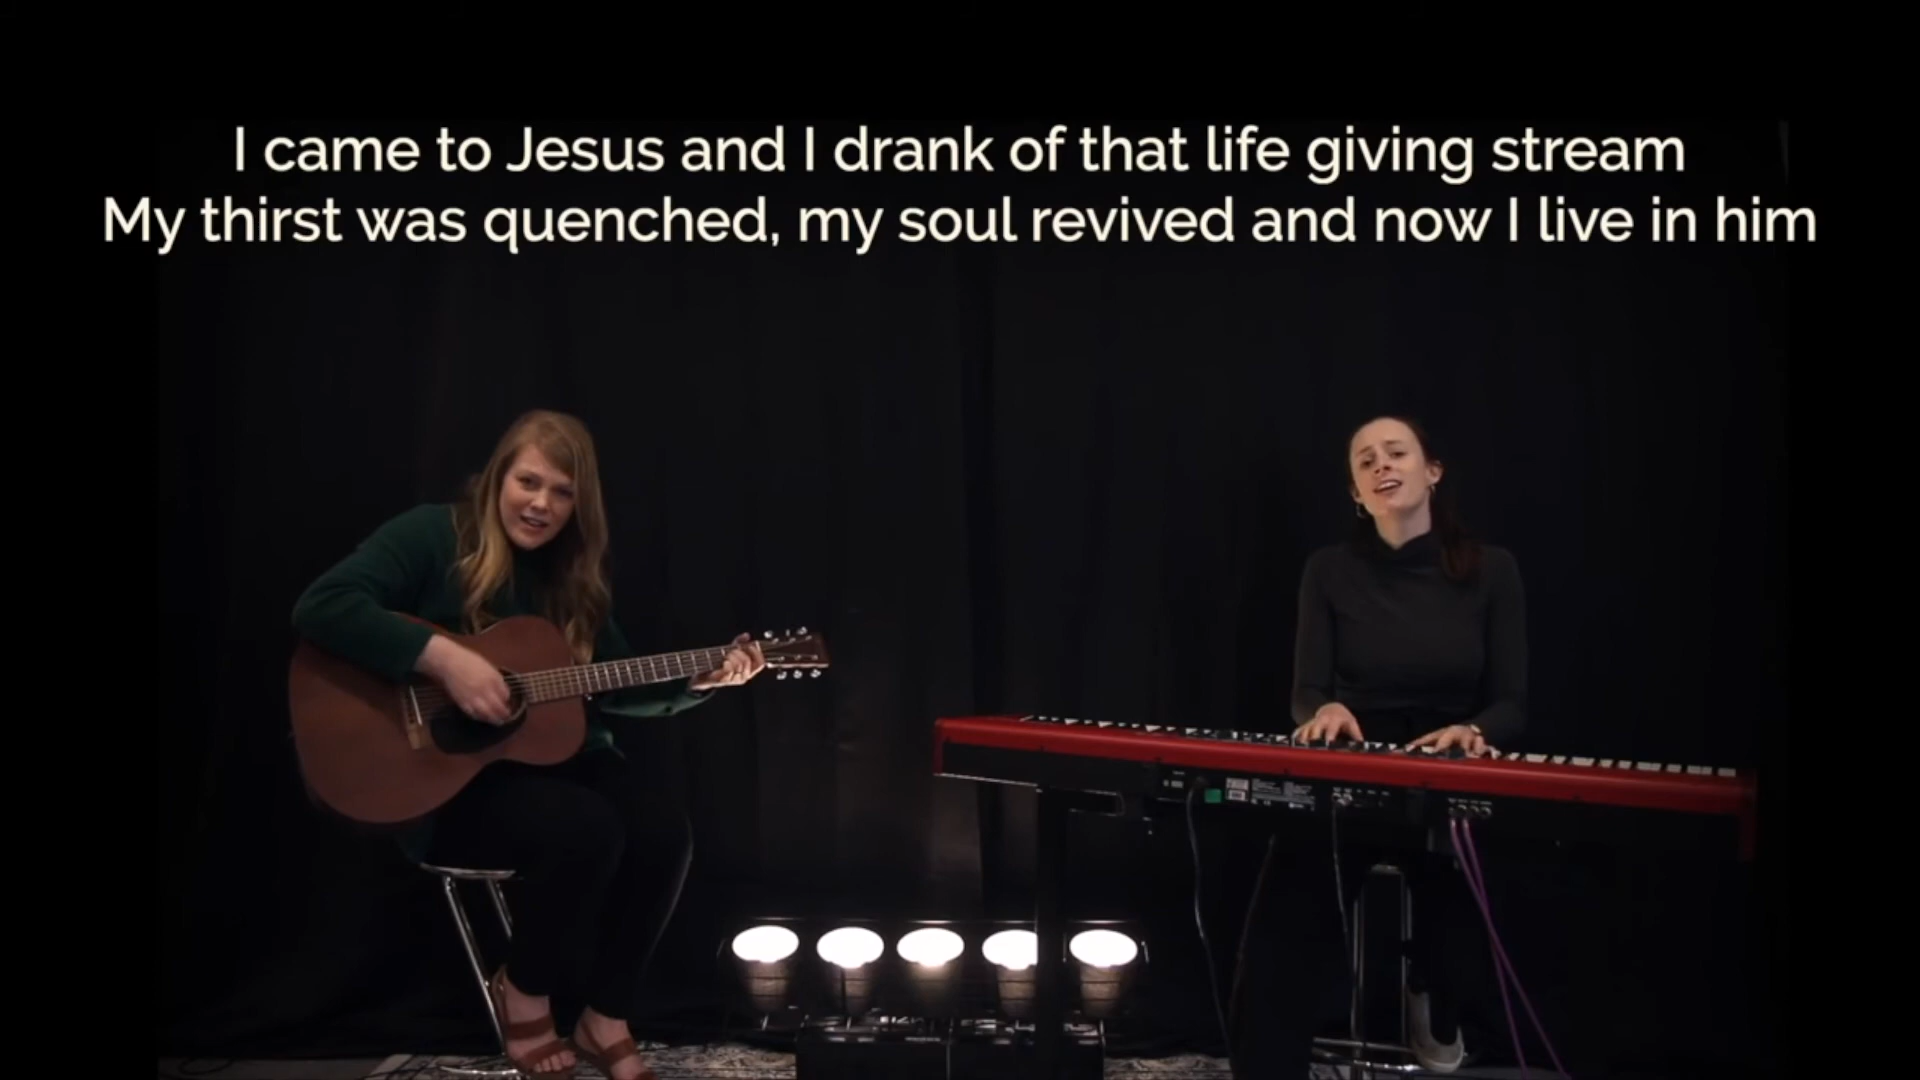 I came to Jesus and I drank of that life giving stream
My thirst was quenched, my soul revived and now I live in him